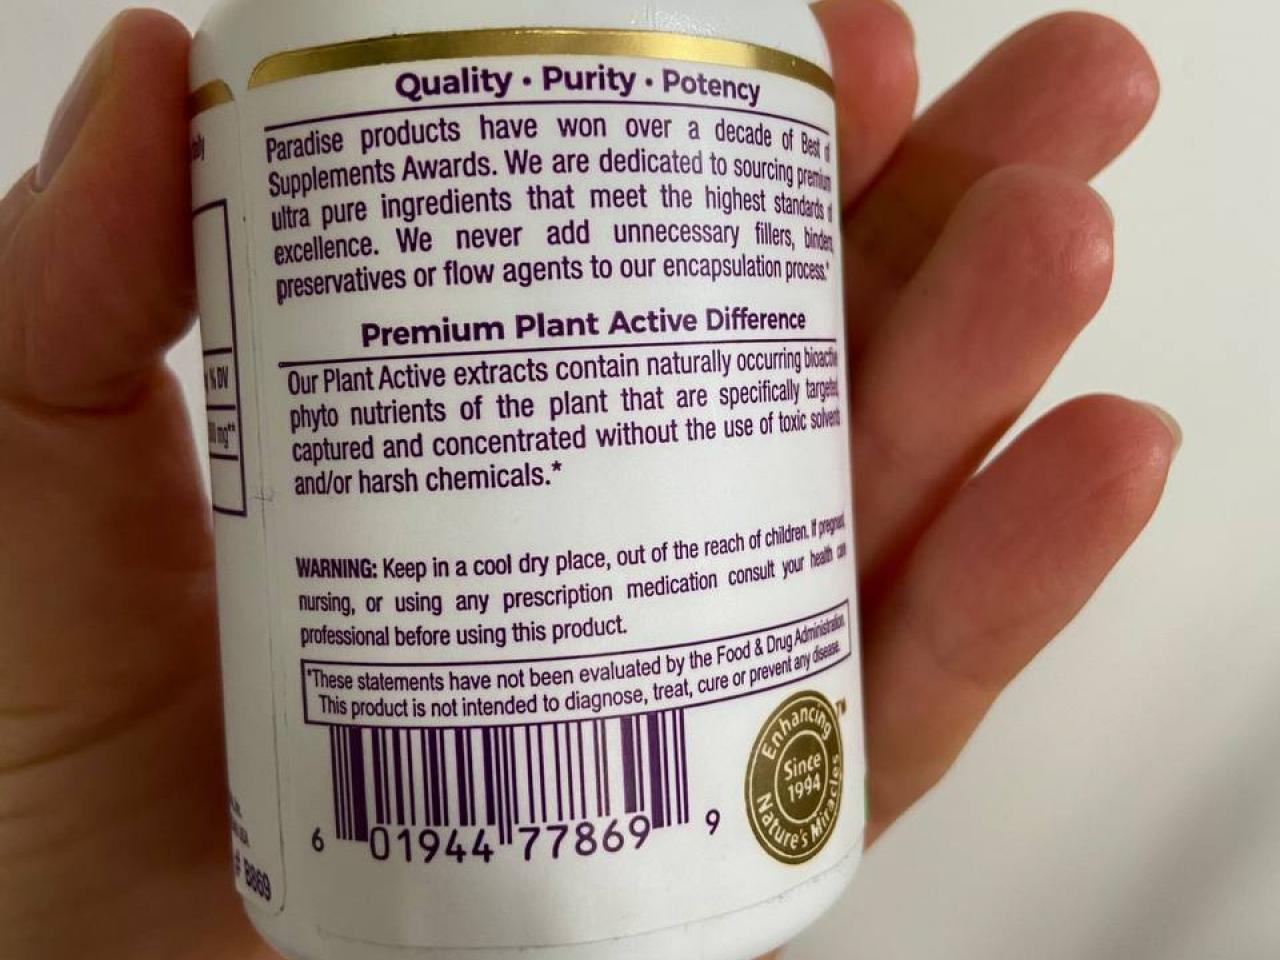 Quality • Purity • Potency
Paradise products have won over a decade of Best of
Supplements Awards. We are dedicated to sourcing premium
ultra pure ingredients that meet the highest standards of
excellence. We never add unnecessary fillers, binders,
preservatives or flow agents to our encapsulation process.*
Premium Plant Active Difference
Our Plant Active extracts contain naturally occurring bioactive
phyto nutrients of the plant that are specifically targeted,
captured and concentrated without the use of toxic solvents
and/or harsh chemicals.*
WARNING: Keep in a cool dry place, out of the reach of children. If pregnant,
nursing, or using any prescription medication consult your health
professional before using this product.
*These statements have not been evaluated by the Food & Drug Administration.
This product is not intended to diagnose, treat, cure or prevent any disease.
6 01944 77869 9
Enhancing
Since
1994
Nature's Miracles
TM
% DV
mg**
# B869